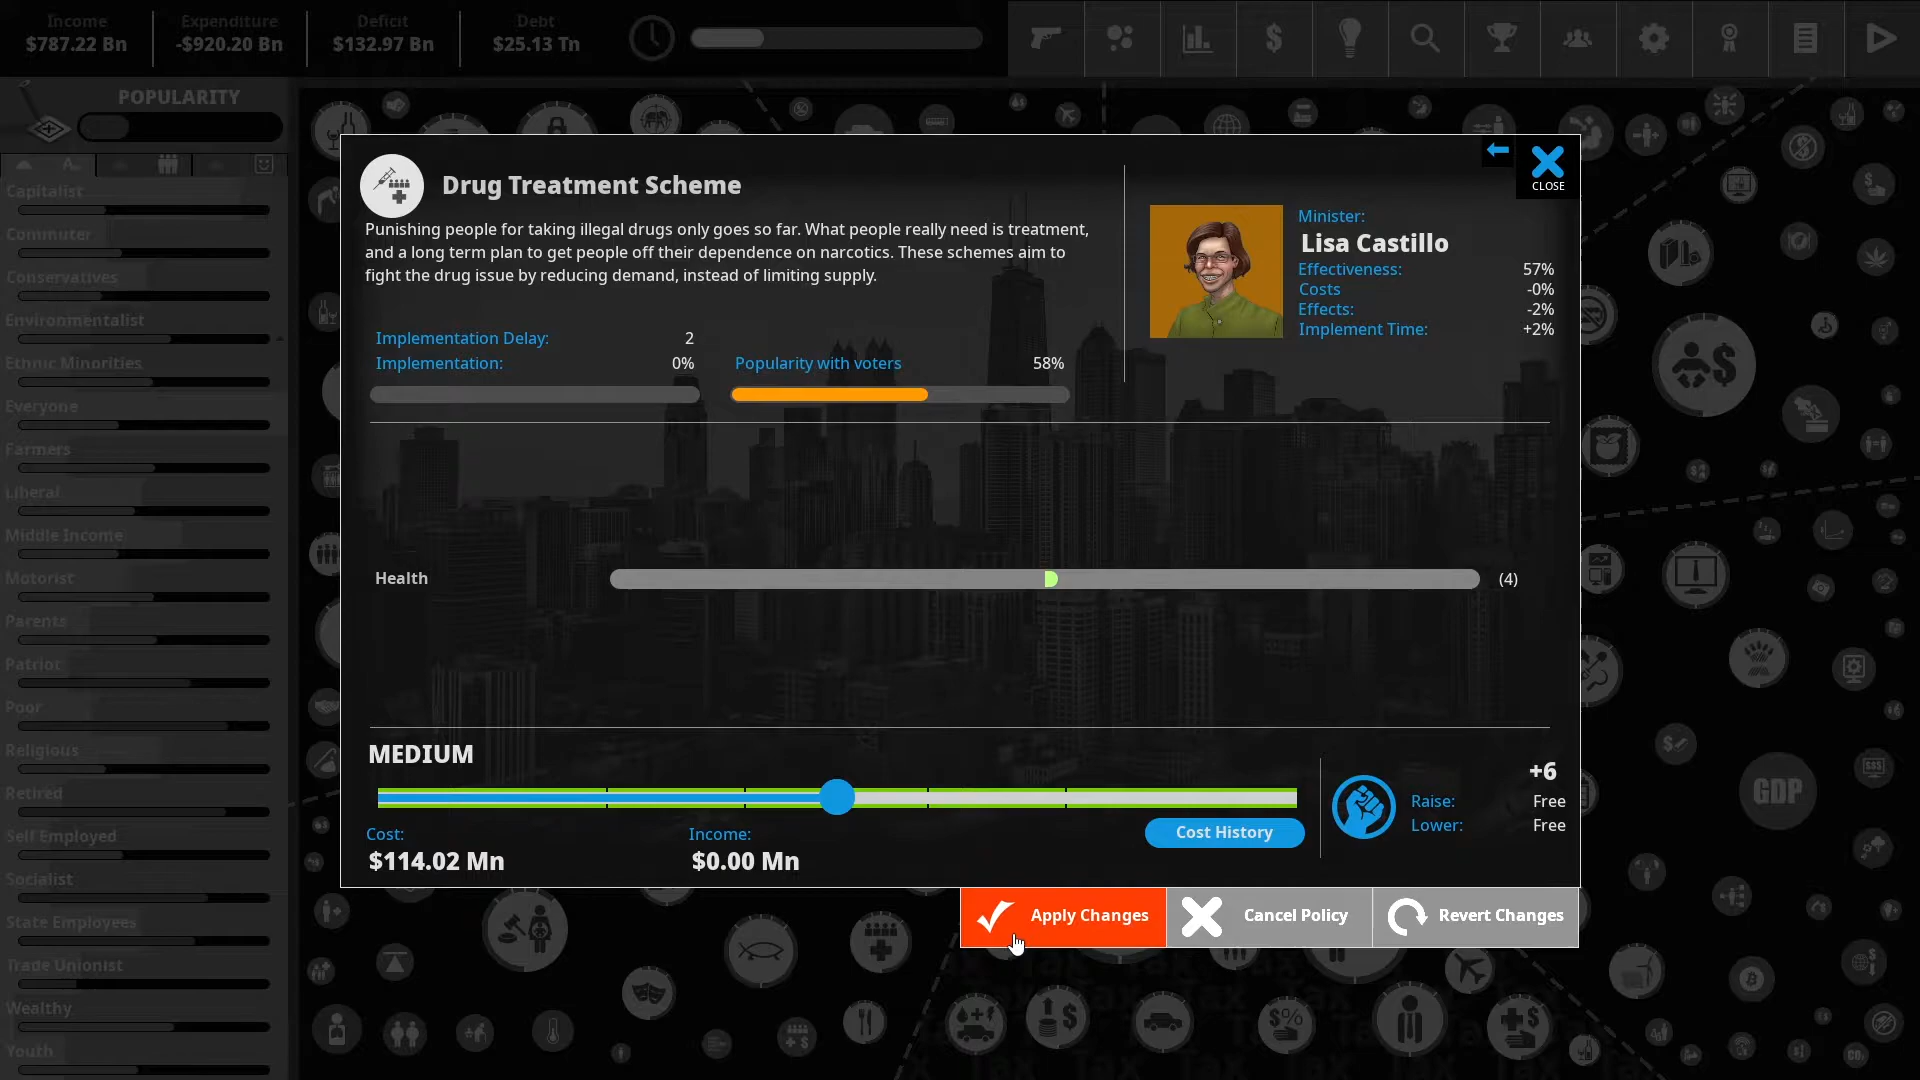 Income
$787.22 Bn
Expenditure
-$920.20 Bn
Deficit
$132.97 Bn
Debt
$25.13 Tn
POPULARITY
A..
Capitalist
Commuter
Conservatives
Environmentalist
Ethnic Minorities
Everyone
Farmers
Liberal
Middle Income
Motorist
Parents
Patriot
Poor
Religious
Retired
Self Employed
Socialist
State Employees
Trade Unionist
Wealthy
Youth
Drug Treatment Scheme
Punishing people for taking illegal drugs only goes so far. What people really need is treatment,
and a long term plan to get people off their dependence on narcotics. These schemes aim to
fight the drug issue by reducing demand, instead of limiting supply.
Implementation Delay: 2
Implementation: 0%
Popularity with voters 58%
CLOSE
Minister:
Lisa Castillo
Effectiveness: 57%
Costs -0%
Effects: -2%
Implement Time: +2%
Health (4)
MEDIUM
Cost:
$114.02 Mn
Income:
$0.00 Mn
Cost History
+6
Raise: Free
Lower: Free
Apply Changes
Cancel Policy
Revert Changes
GDP
Tax